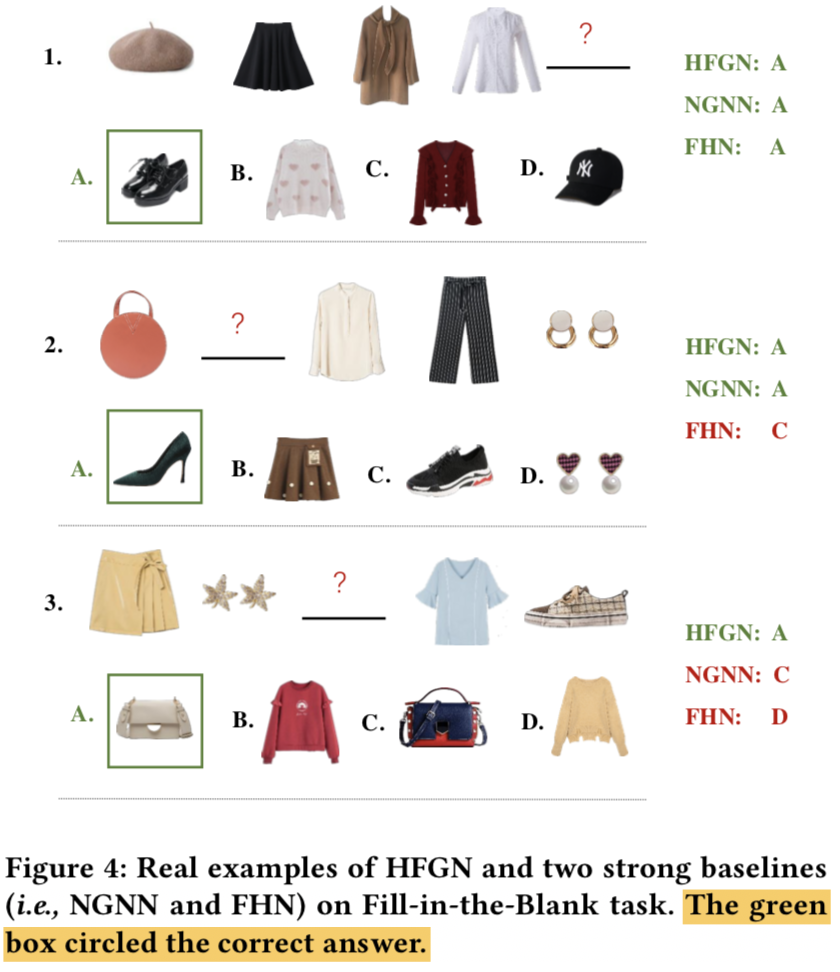 1.
?
HFGN: A
NGNN: A
FHN: A
A.
B.
C.
D.
NY
2.
?
HFGN: A
NGNN: A
FHN: C
A.
B.
C.
D.
3.
?
HFGN: A
NGNN: C
FHN: D
A.
B.
C.
D.
Figure 4: Real examples of HFGN and two strong baselines
(i.e., NGNN and FHN) on Fill-in-the-Blank task. The green
box circled the correct answer.